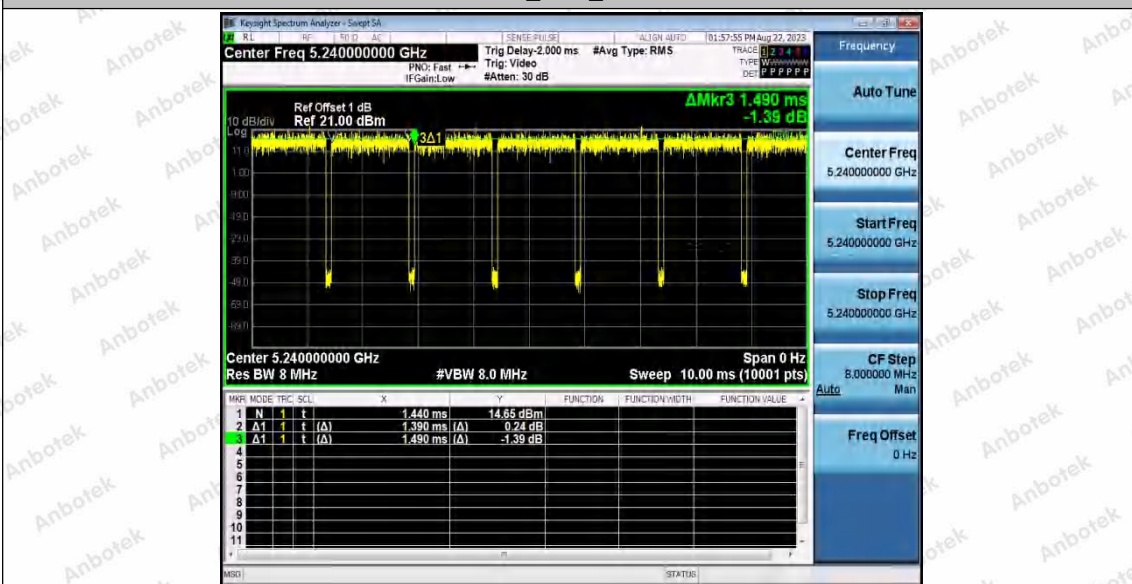 Keysight Spectrum Analyzer - Swept SA
RL RF 50 Ω AC SENSE:PULSE ALIGN AUTO 01:57:55 PM Aug 22, 2023
Center Freq 5.240000000 GHz
PNO: Fast
IFGain:Low
Trig Delay-2.000 ms
Trig: Video
#Atten: 30 dB
#Avg Type: RMS
TRACE 1 2 3 4
TYPE W
DET P P P P P
Ref Offset 1 dB
Ref 21.00 dBm
10 dB/div
Log
ΔMkr3 1.490 ms
-1.39 dB
3Δ1
11.0
1.00
-9.00
-19.0
-29.0
-39.0
-49.0
-59.0
-69.0
Center 5.240000000 GHz
Res BW 8 MHz
#VBW 8.0 MHz
Span 0 Hz
Sweep 10.00 ms (10001 pts)
MKR MODE TRC SCL X Y FUNCTION FUNCTION WIDTH FUNCTION VALUE
1 N 1 t 1.440 ms 14.65 dBm
2 Δ1 1 t (Δ) 1.390 ms (Δ) 0.24 dB
3 Δ1 1 t (Δ) 1.490 ms (Δ) -1.39 dB
4
5
6
7
8
9
10
11
MSG STATUS
Frequency
Auto Tune
Center Freq
5.240000000 GHz
Start Freq
5.240000000 GHz
Stop Freq
5.240000000 GHz
CF Step
8.000000 MHz
Auto Man
Freq Offset
0 Hz
Anbotek